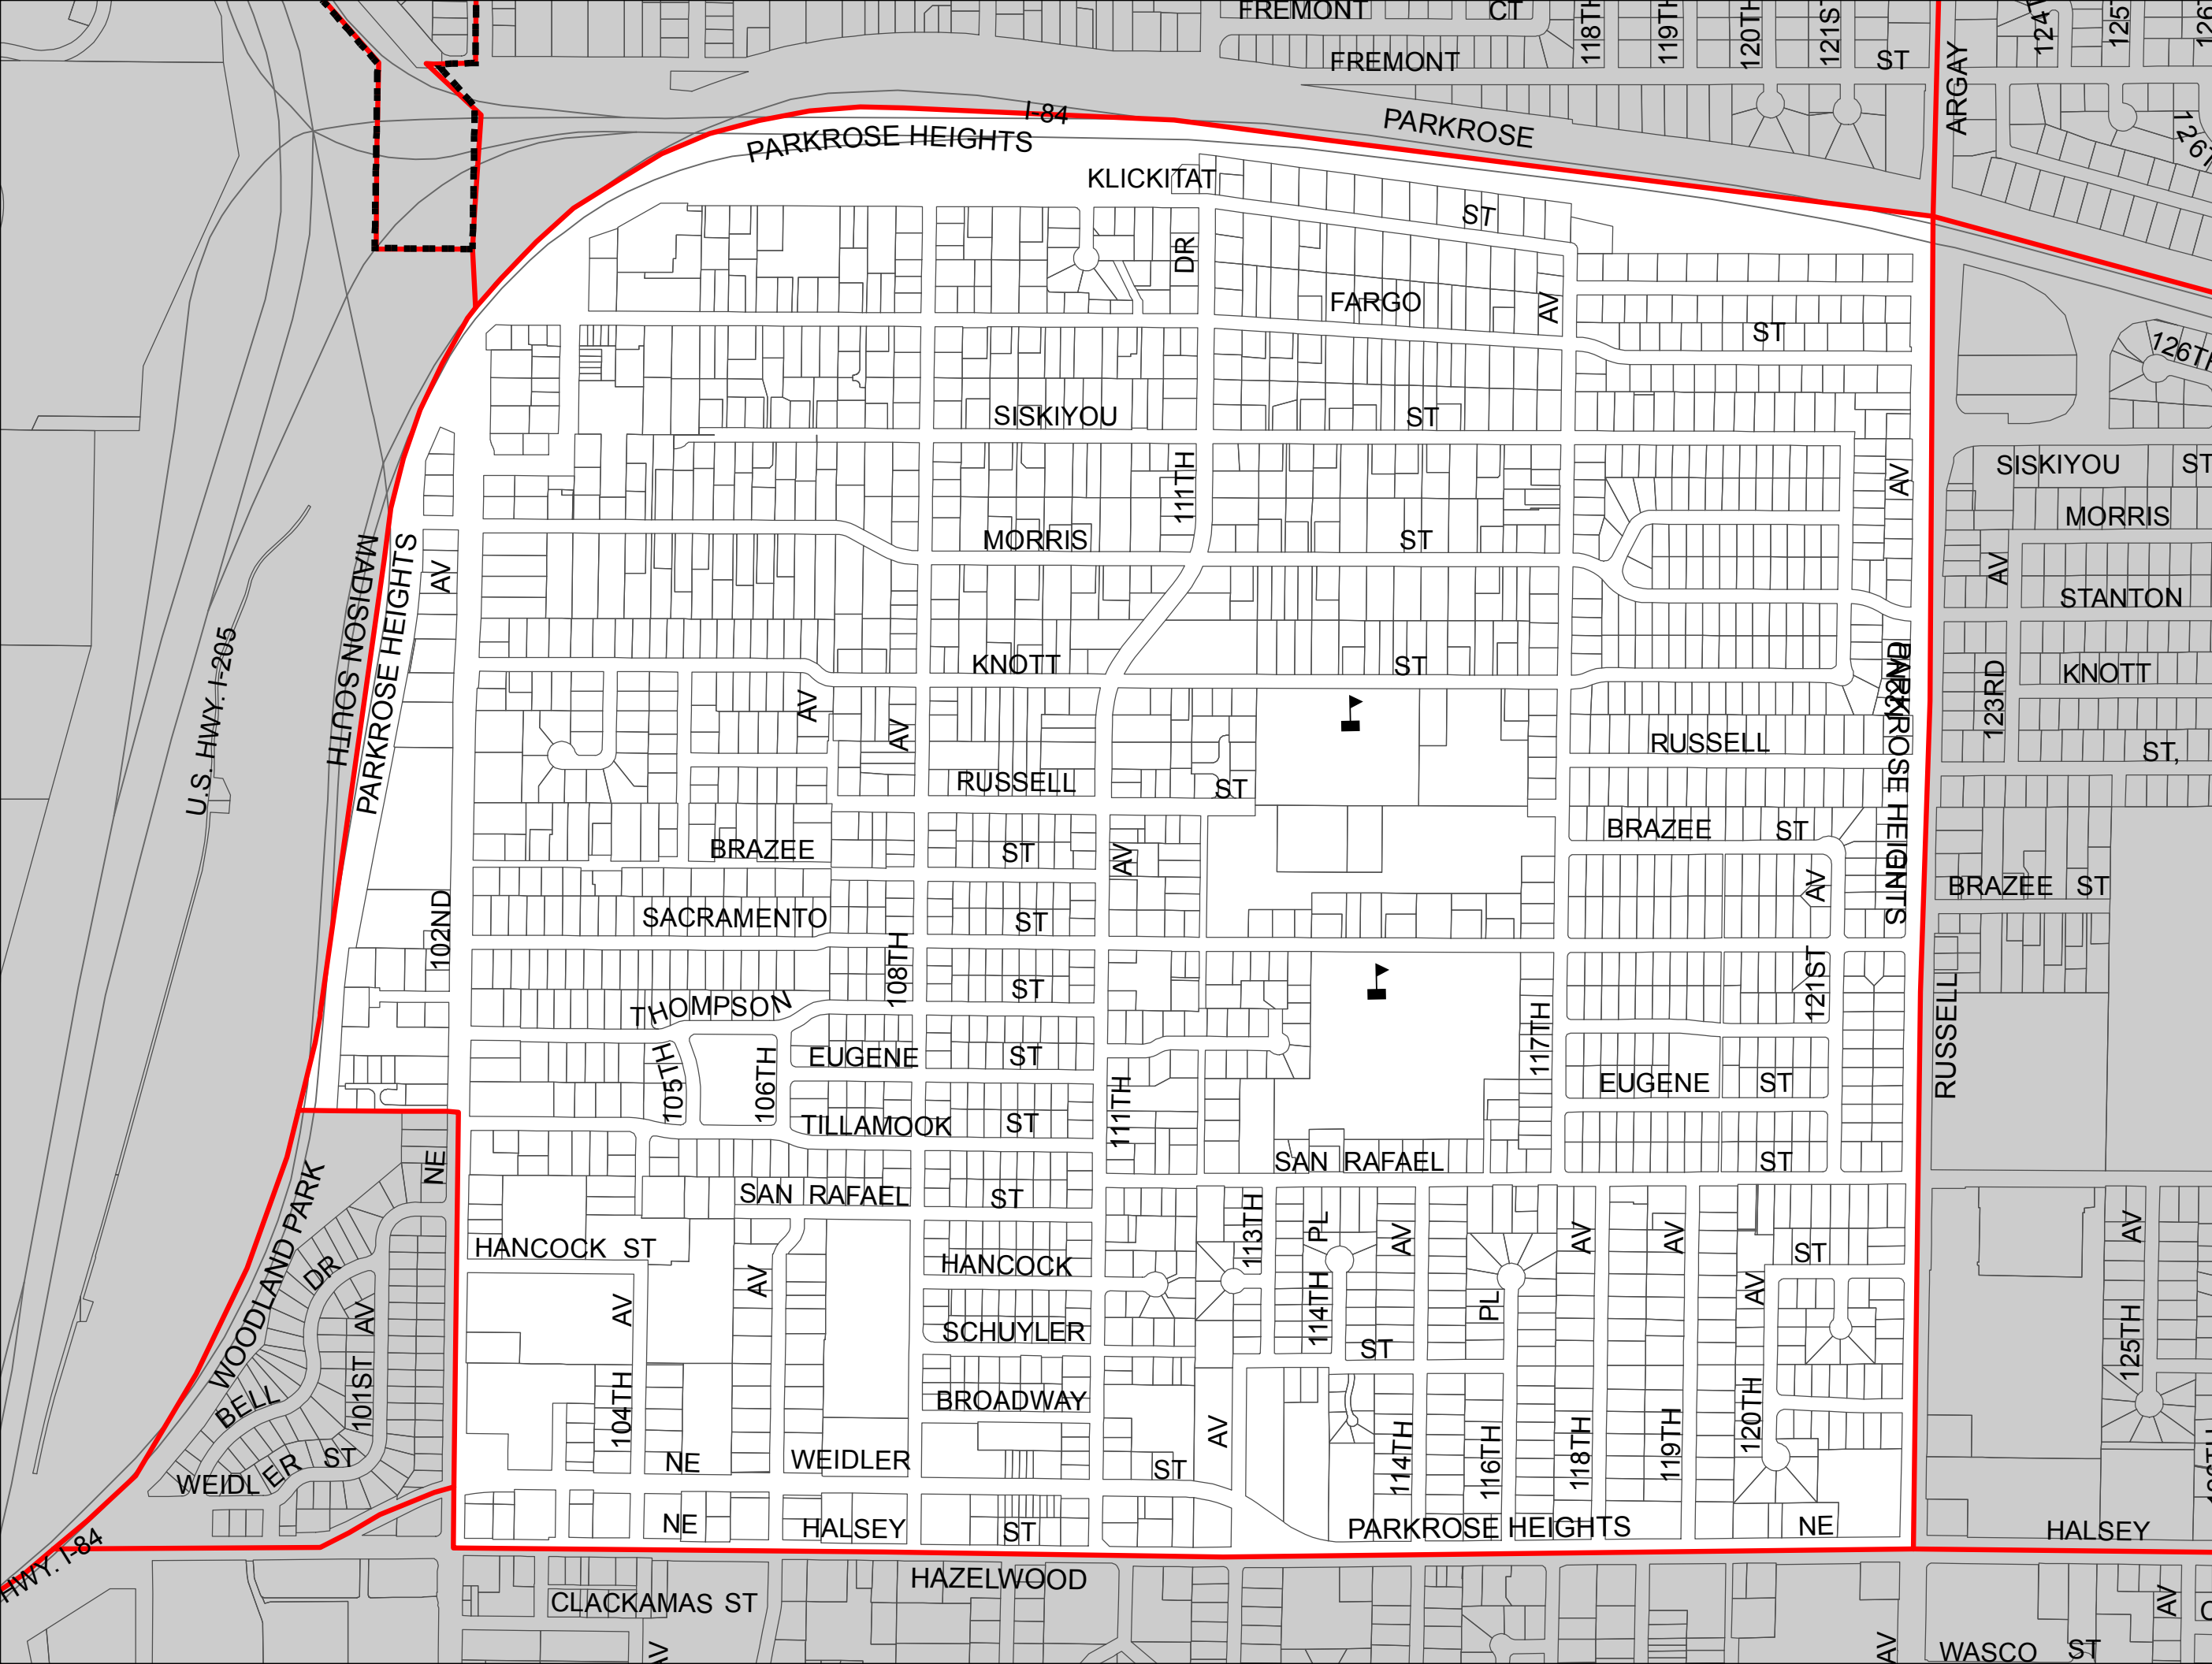 FREMONT CT
118TH
119TH
120TH
121ST
FREMONT ST
ARGAY
I-84
PARKROSE HEIGHTS
PARKROSE
KLICKITAT ST
DR
FARGO ST
AV
126TH
SISKIYOU ST
111TH
AV
SISKIYOU ST
MORRIS ST
MORRIS
MADISON SOUTH
PARKROSE HEIGHTS
AV
AV
STANTON
U.S. HWY. I-205
KNOTT ST
KNOTT
AV
AV
123RD
RUSSELL ST
RUSSELL
ST,
PARKROSE HEIGHTS
BRAZEE ST
AV
BRAZEE ST
AV
BRAZEE ST
102ND
SACRAMENTO ST
108TH
121ST
THOMPSON ST
117TH
RUSSELL
105TH
106TH
EUGENE ST
EUGENE ST
111TH
TILLAMOOK ST
NE
SAN RAFAEL ST
SAN RAFAEL ST
WOODLAND PARK
HANCOCK ST
113TH
PL
AV
AV
AV
AV
ST
HANCOCK
DR
AV
AV
AV
114TH
PL
125TH
101ST
SCHUYLER ST
BELL
BROADWAY
104TH
AV
114TH
116TH
118TH
119TH
120TH
WEIDLER ST
NE WEIDLER ST
NE HALSEY ST
PARKROSE HEIGHTS
NE
HALSEY
HWY. I-84
HAZELWOOD
CLACKAMAS ST
AV
AV
AV
WASCO ST